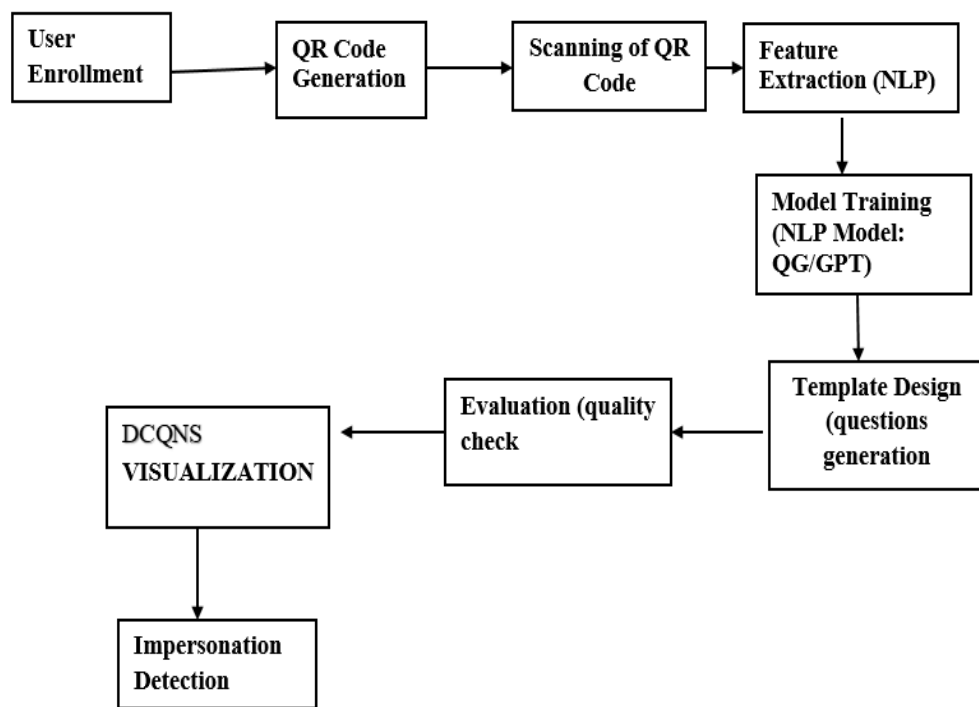 User
Enrollment
QR Code
Generation
Scanning of QR
Code
Feature
Extraction (NLP)
Model Training
(NLP Model:
QG/GPT)
Template Design
(questions
generation
Evaluation (quality
check
DCQNS
VISUALIZATION
Impersonation
Detection